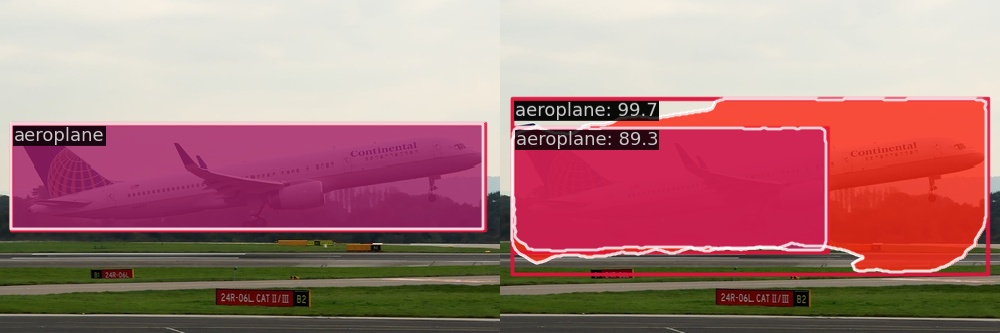 aeroplane
Continental
24R-06L
24R-06L CAT II/III B2
aeroplane: 99.7
aeroplane: 89.3
Continental
24R-06L CAT II/III B2